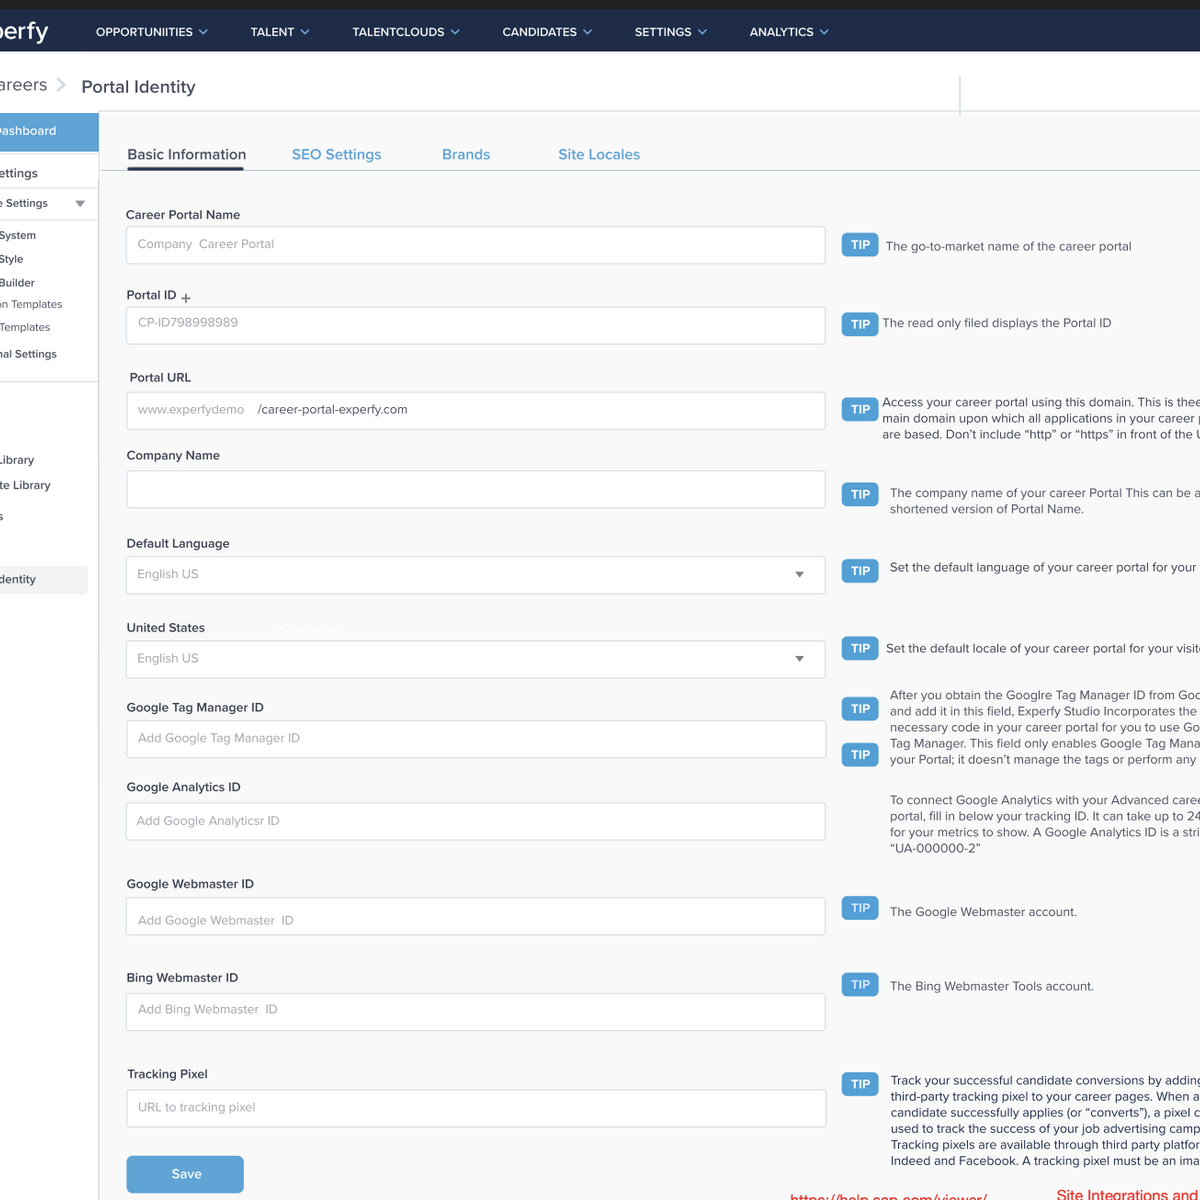 perfy
OPPORTUNIITIES
TALENT
TALENTCLOUDS
CANDIDATES
SETTINGS
ANALYTICS
areers
Portal Identity
Dashboard
ettings
e Settings
System
Style
Builder
on Templates
Templates
nal Settings
Library
te Library
s
dentity
Basic Information
SEO Settings
Brands
Site Locales
Career Portal Name
Company Career Portal
TIP
The go-to-market name of the career portal
Portal ID +
CP-ID798998989
TIP
The read only filed displays the Portal ID
Portal URL
www.experfydemo /career-portal-experfy.com
TIP
Access your career portal using this domain. This is thee
main domain upon which all applications in your career p
are based. Don't include “http” or “https” in front of the U
Company Name
TIP
The company name of your career Portal This can be a
shortened version of Portal Name.
Default Language
English US
TIP
Set the default language of your career portal for your
United States
English US
TIP
Set the default locale of your career portal for your visit
Google Tag Manager ID
Add Google Tag Manager ID
TIP
TIP
After you obtain the Googlre Tag Manager ID from Goo
and add it in this field, Experfy Studio Incorporates the
necessary code in your career portal for you to use Go
Tag Manager. This field only enables Google Tag Mana
your Portal; it doesn't manage the tags or perform any
Google Analytics ID
Add Google Analyticsr ID
To connect Google Analytics with your Advanced caree
portal, fill in below your tracking ID. It can take up to 24
for your metrics to show. A Google Analytics ID is a stri
“UA-000000-2”
Google Webmaster ID
Add Google Webmaster ID
TIP
The Google Webmaster account.
Bing Webmaster ID
Add Bing Webmaster ID
TIP
The Bing Webmaster Tools account.
Tracking Pixel
URL to tracking pixel
TIP
Track your successful candidate conversions by adding
third-party tracking pixel to your career pages. When a
candidate successfully applies (or “converts”), a pixel c
used to track the success of your job advertising camp
Tracking pixels are available through third party platfor
Indeed and Facebook. A tracking pixel must be an ima
Save
https://help.sap.com/viewer/
Site Integrations and